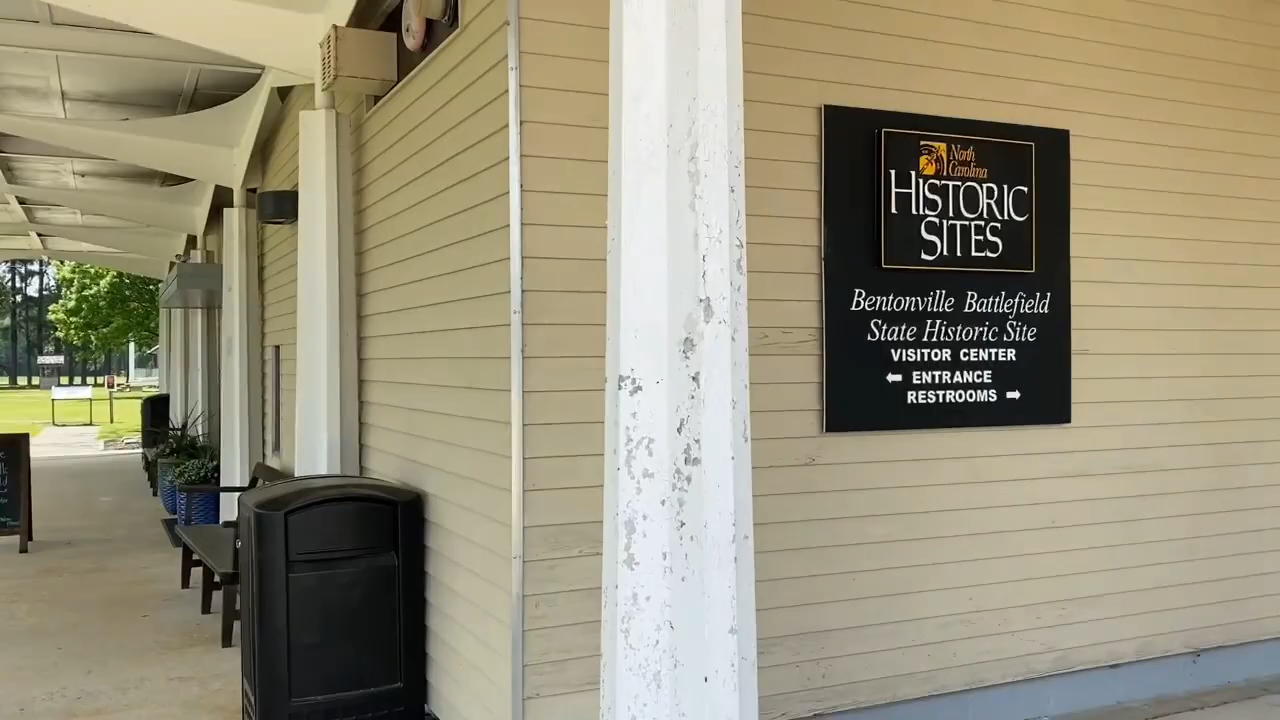 North
Carolina
HISTORIC
SITES
Bentonville Battlefield
State Historic Site
VISITOR CENTER
← ENTRANCE
RESTROOMS →